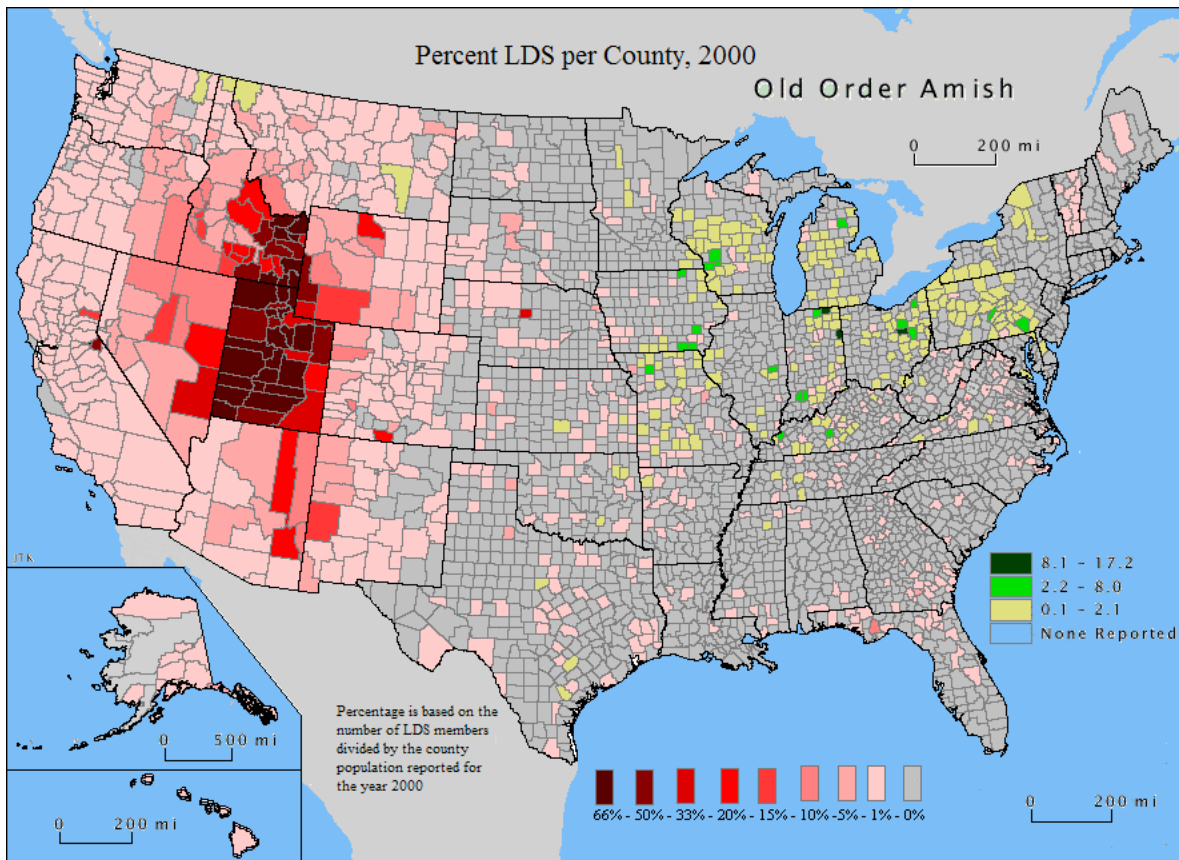 Percent LDS per County, 2000
Old Order Amish
0 200 mi
JTK
8.1 - 17.2
2.2 - 8.0
0.1 - 2.1
None Reported
Percentage is based on the
number of LDS members
divided by the county
population reported for
the year 2000
0 500 mi
0 200 mi
66% - 50% - 33% - 20% - 15% - 10% - 5% - 1% - 0%
0 200 mi